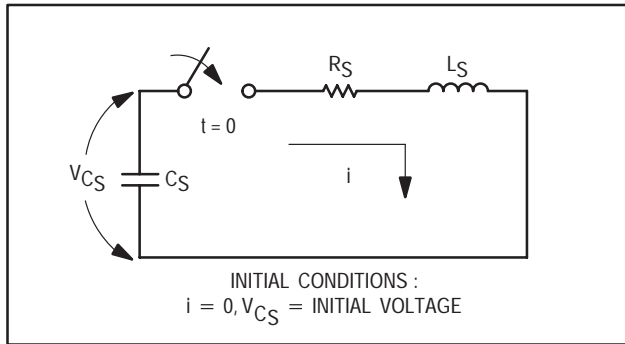 RS
LS
t = 0
VCS
CS
i
INITIAL CONDITIONS :
i = 0, VCS = INITIAL VOLTAGE